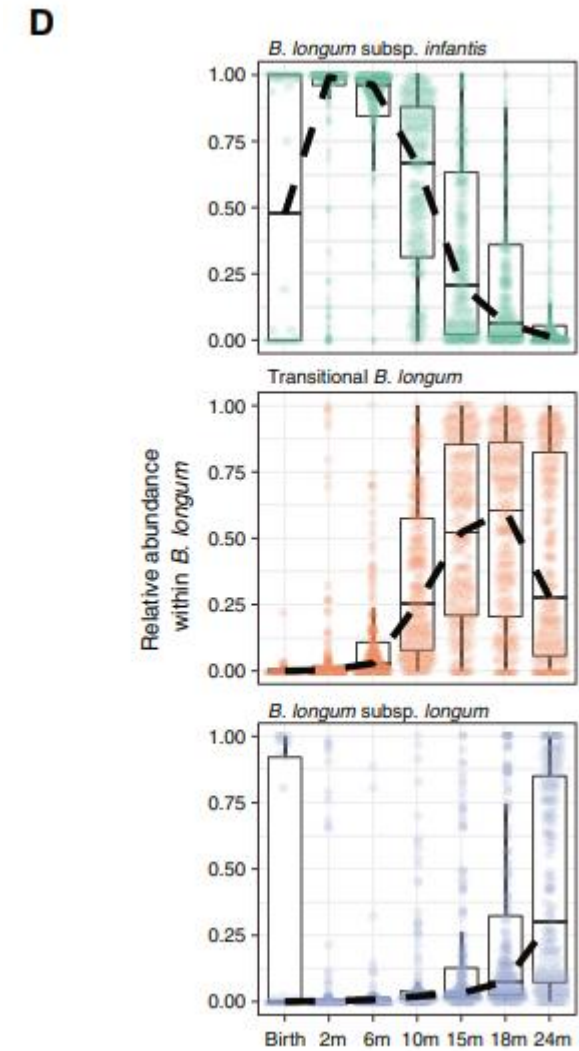 D
B. longum subsp. infantis
1.00
0.75
0.50
0.25
0.00
Transitional B. longum
1.00
0.75
0.50
0.25
0.00
Relative abundance
within B. longum
B. longum subsp. longum
1.00
0.75
0.50
0.25
0.00
Birth 2m 6m 10m 15m 18m 24m